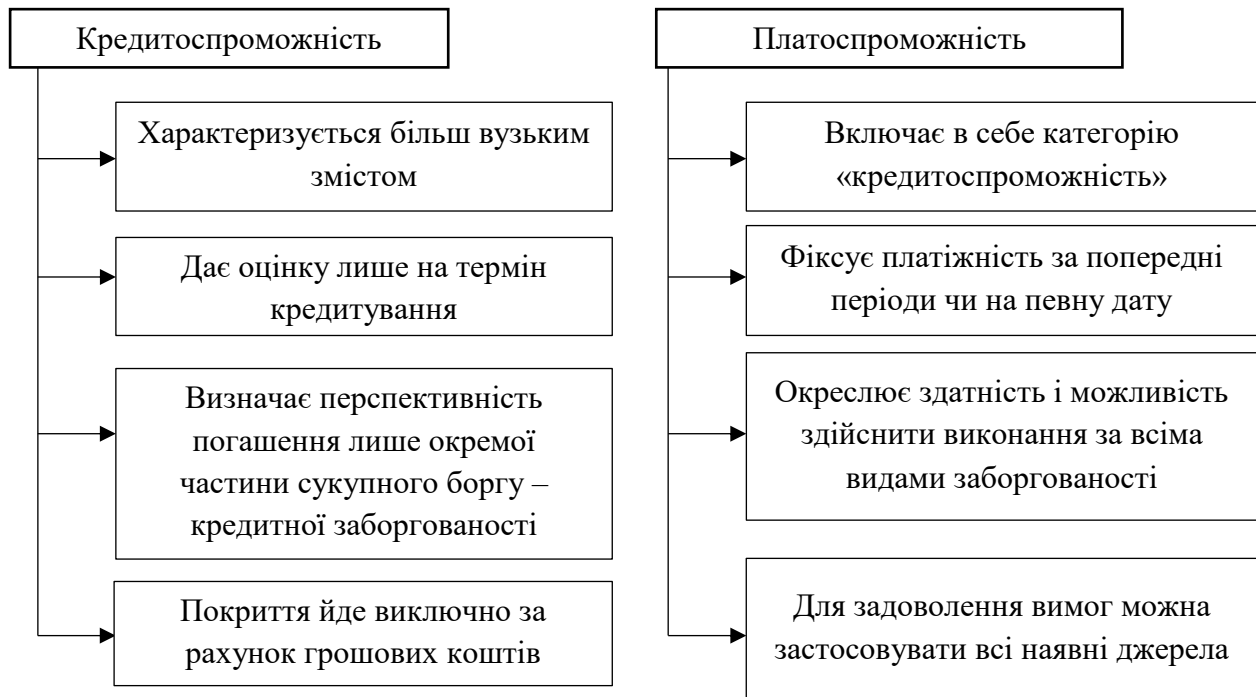 Кредитоспроможність
Характеризується більш вузьким
змістом
Дає оцінку лише на термін
кредитування
Визначає перспективність
погашення лише окремої
частини сукупного боргу –
кредитної заборгованості
Покриття йде виключно за
рахунок грошових коштів
Платоспроможність
Включає в себе категорію
«кредитоспроможність»
Фіксує платіжність за попередні
періоди чи на певну дату
Окреслює здатність і можливість
здійснити виконання за всіма
видами заборгованості
Для задоволення вимог можна
застосовувати всі наявні джерела